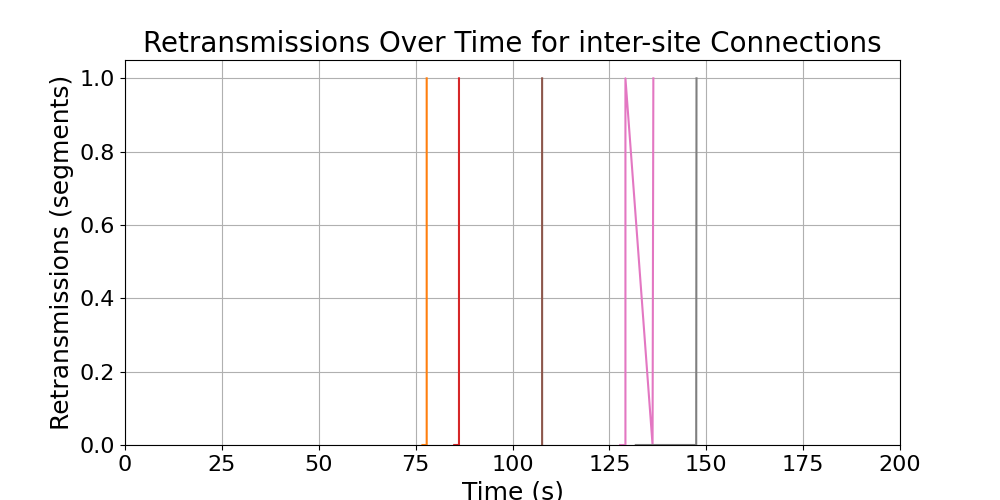 Retransmissions Over Time for inter-site Connections
Retransmissions (segments)
1.0
0.8
0.6
0.4
0.2
0.0
0 25 50 75 100 125 150 175 200
Time (s)